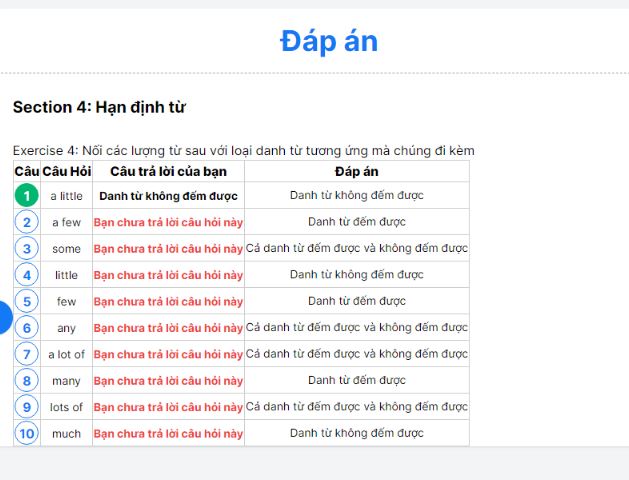 Đáp án
Section 4: Hạn định từ
Exercise 4: Nối các lượng từ sau với loại danh từ tương ứng mà chúng đi kèm
Câu Câu Hỏi Câu trả lời của bạn Đáp án
1 a little Danh từ không đếm được Danh từ không đếm được
2 a few Bạn chưa trả lời câu hỏi này Danh từ đếm được
3 some Bạn chưa trả lời câu hỏi này Cả danh từ đếm được và không đếm được
4 little Bạn chưa trả lời câu hỏi này Danh từ không đếm được
5 few Bạn chưa trả lời câu hỏi này Danh từ đếm được
6 any Bạn chưa trả lời câu hỏi này Cả danh từ đếm được và không đếm được
7 a lot of Bạn chưa trả lời câu hỏi này Cả danh từ đếm được và không đếm được
8 many Bạn chưa trả lời câu hỏi này Danh từ đếm được
9 lots of Bạn chưa trả lời câu hỏi này Cả danh từ đếm được và không đếm được
10 much Bạn chưa trả lời câu hỏi này Danh từ không đếm được